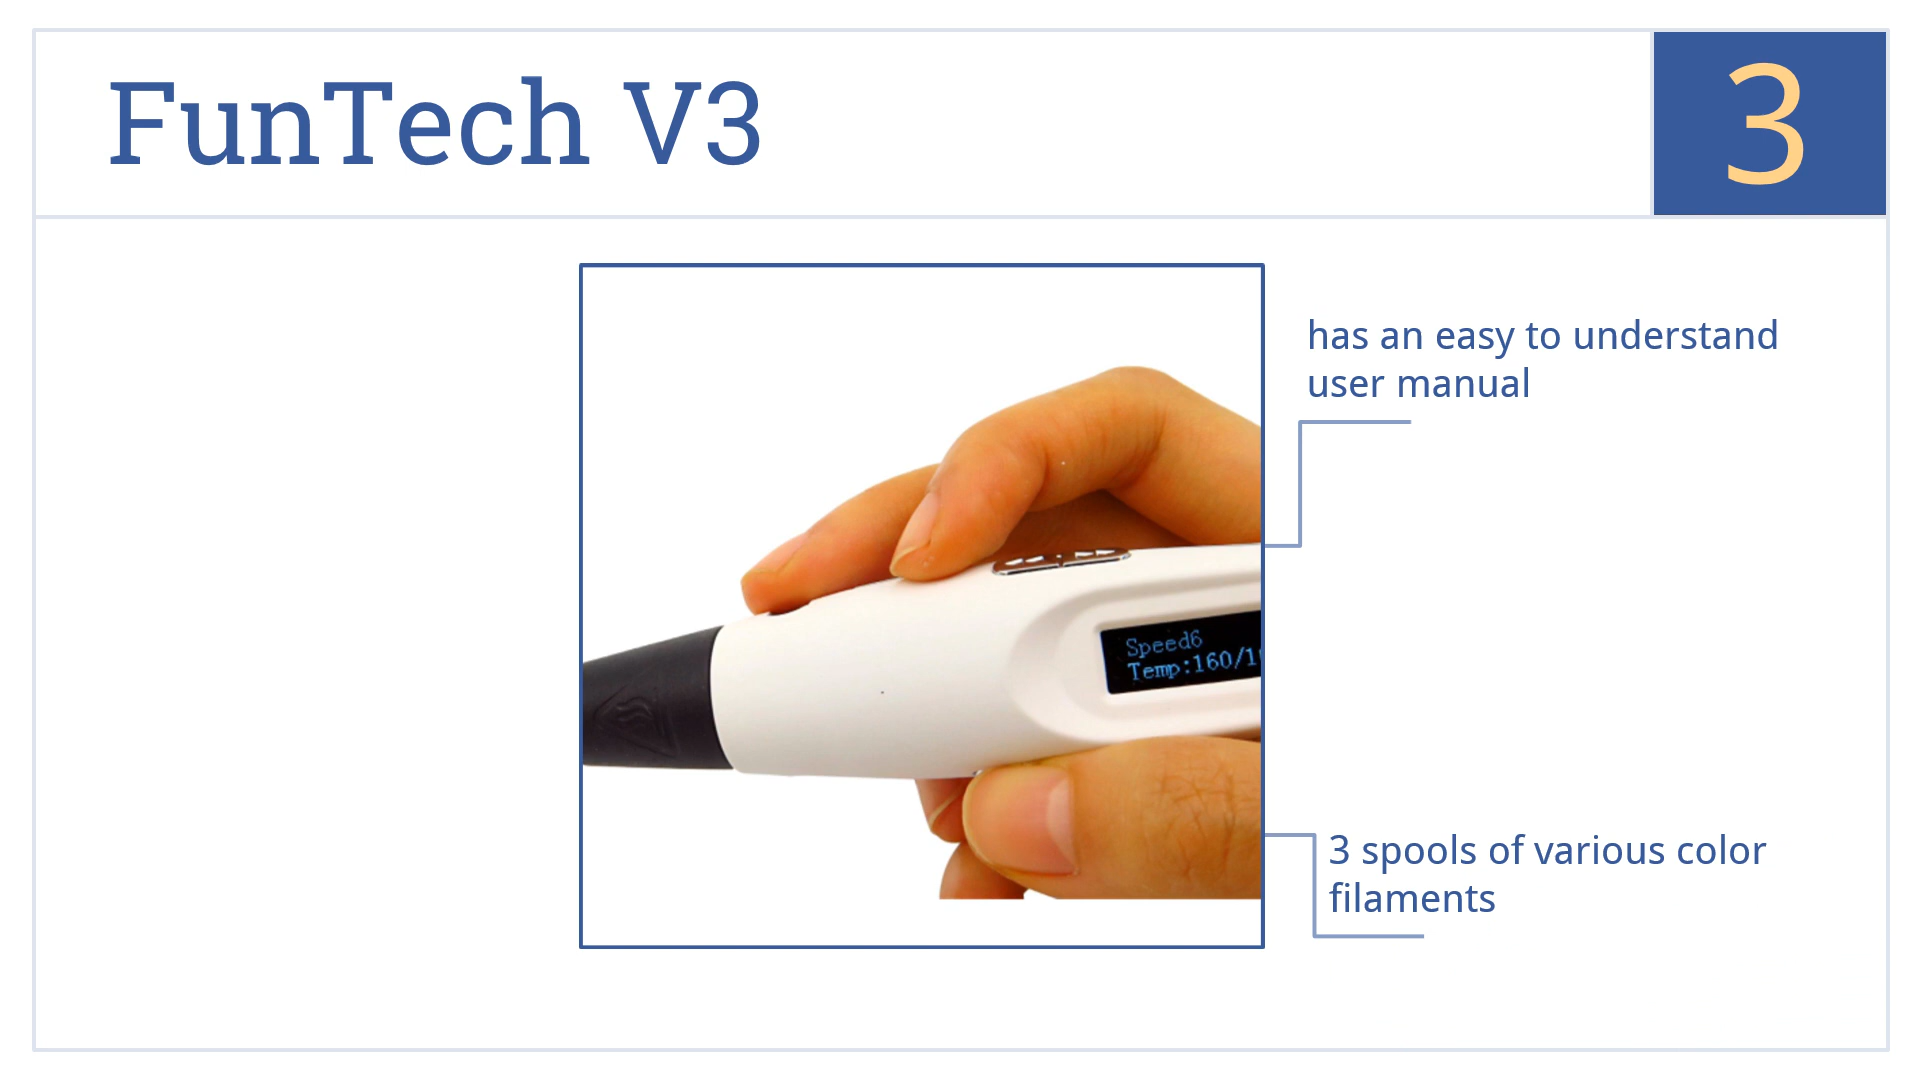 FunTech V3
3
has an easy to understand
user manual
Speed6
Temp:160/1
3 spools of various color
filaments